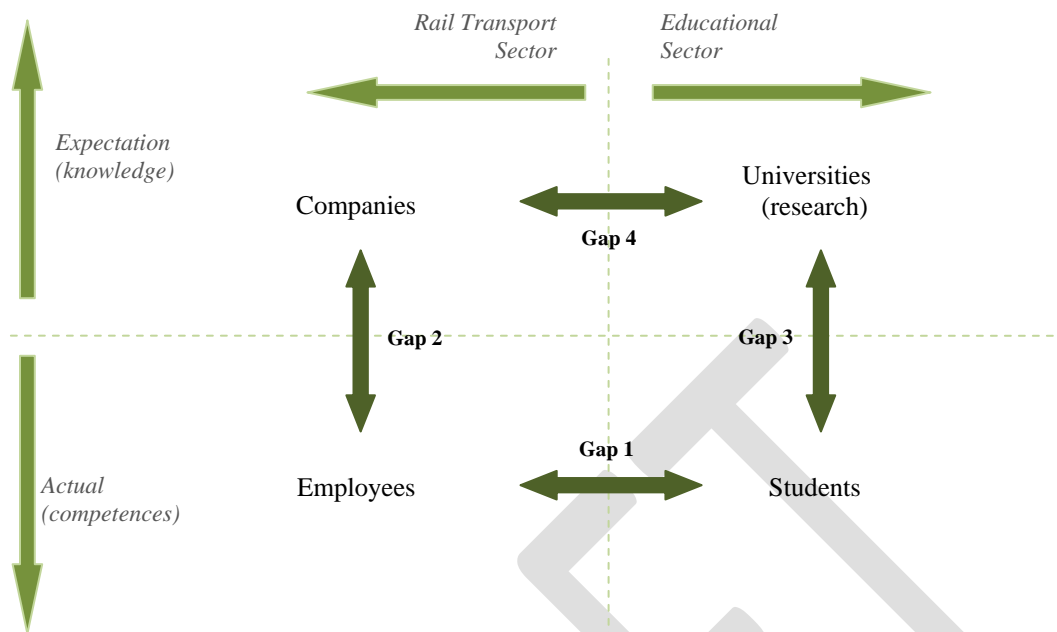 Rail Transport
Sector
Educational
Sector
Expectation
(knowledge)
Companies
Universities
(research)
Gap 4
Gap 2
Gap 3
Gap 1
Actual
(competences)
Employees
Students